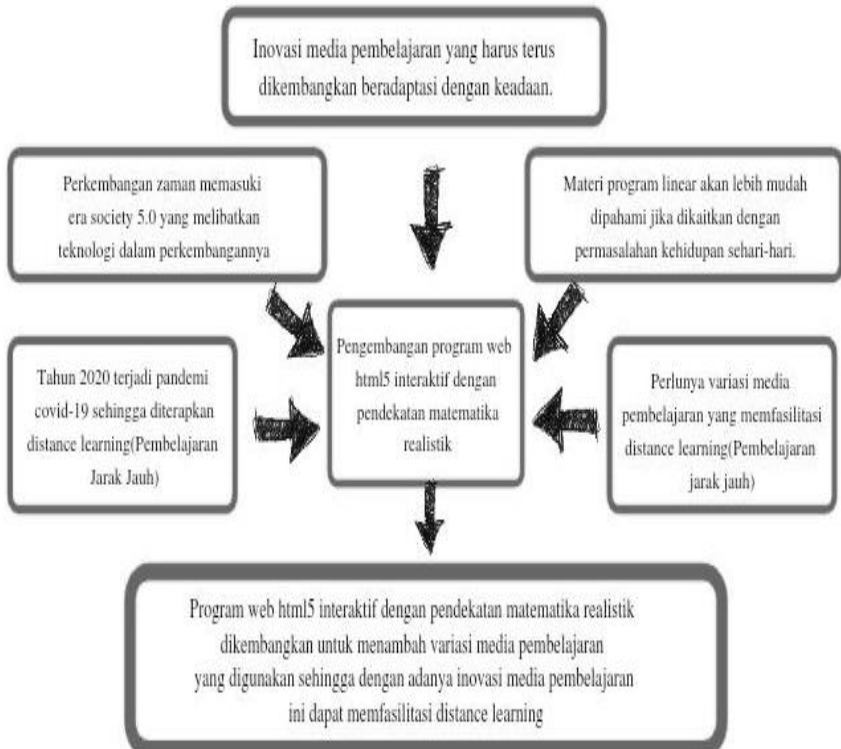 Inovasi media pembelajaran yang harus terus
dikembangkan beradaptasi dengan keadaan.
Perkembangan zaman memasuki
era society 5.0 yang melibatkan
teknologi dalam perkembangannya
Materi program linear akan lebih mudah
dipahami jika dikaitkan dengan
permasalahan kehidupan sehari-hari.
Tahun 2020 terjadi pandemi
covid-19 sehingga diterapkan
distance learning(Pembelajaran
Jarak Jauh)
Pengembangan program web
html5 interaktif dengan
pendekatan matematika
realistik
Perlunya variasi media
pembelajaran yang memfasilitasi
distance learning(Pembelajaran
jarak jauh)
Program web html5 interaktif dengan pendekatan matematika realistik
dikembangkan untuk menambah variasi media pembelajaran
yang digunakan sehingga dengan adanya inovasi media pembelajaran
ini dapat memfasilitasi distance learning